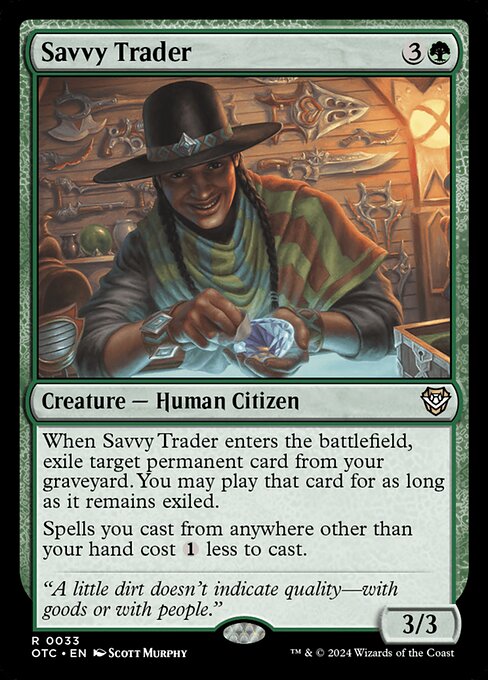 Savvy Trader 3
Creature — Human Citizen
When Savvy Trader enters the battlefield,
exile target permanent card from your
graveyard. You may play that card for as long
as it remains exiled.
Spells you cast from anywhere other than
your hand cost 1 less to cast.
“A little dirt doesn’t indicate quality—with
goods or with people.”
3/3
R 0033
OTC • EN Scott Murphy
™ & © 2024 Wizards of the Coast